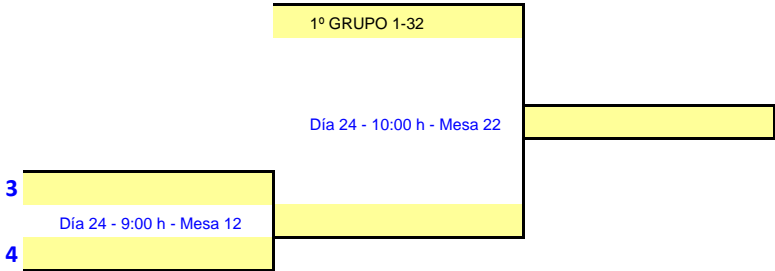 1º GRUPO 1-32
Día 24 - 10:00 h - Mesa 22
3
Día 24 - 9:00 h - Mesa 12
4